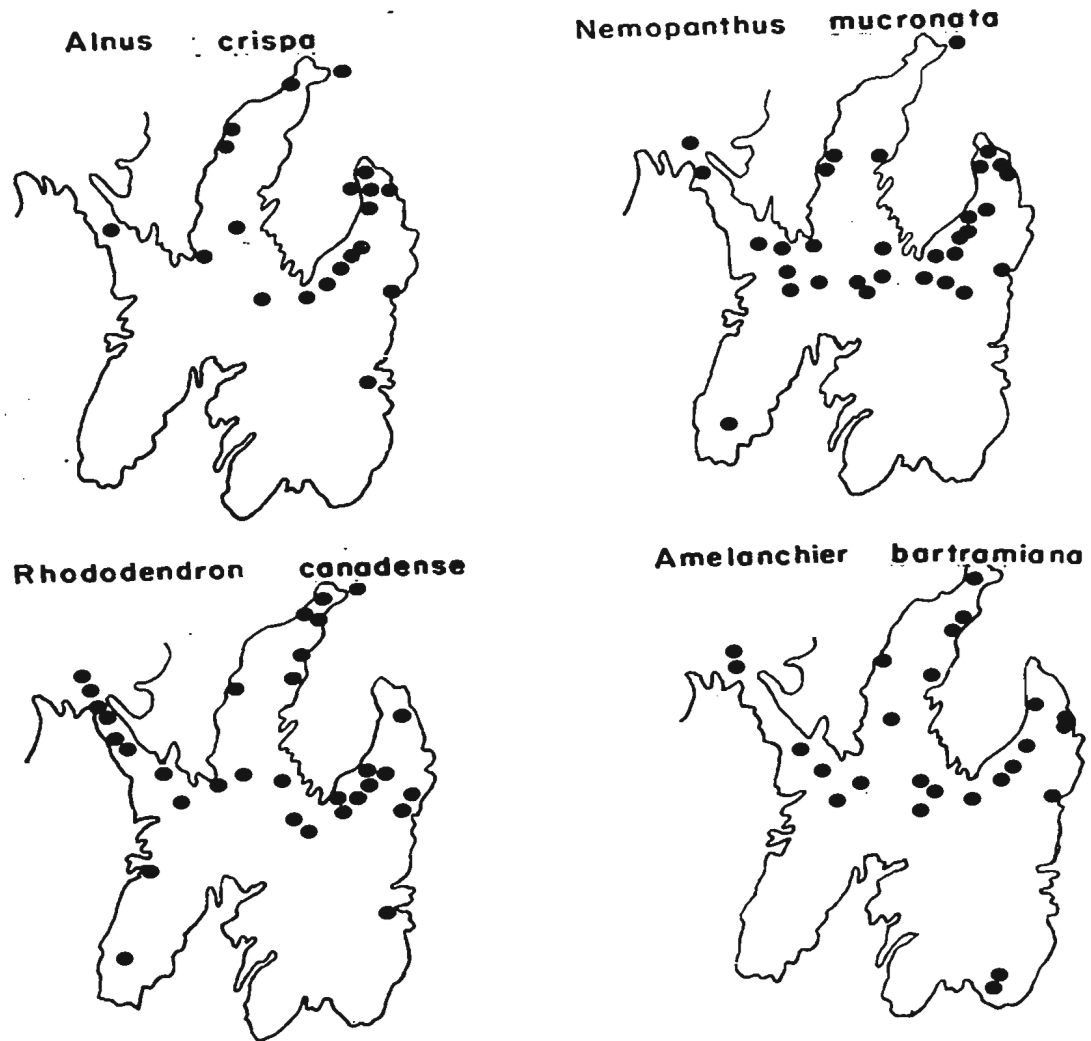 Alnus crispa
Nemopanthus mucronata
Rhododendron canadense
Amelanchier bartramiana